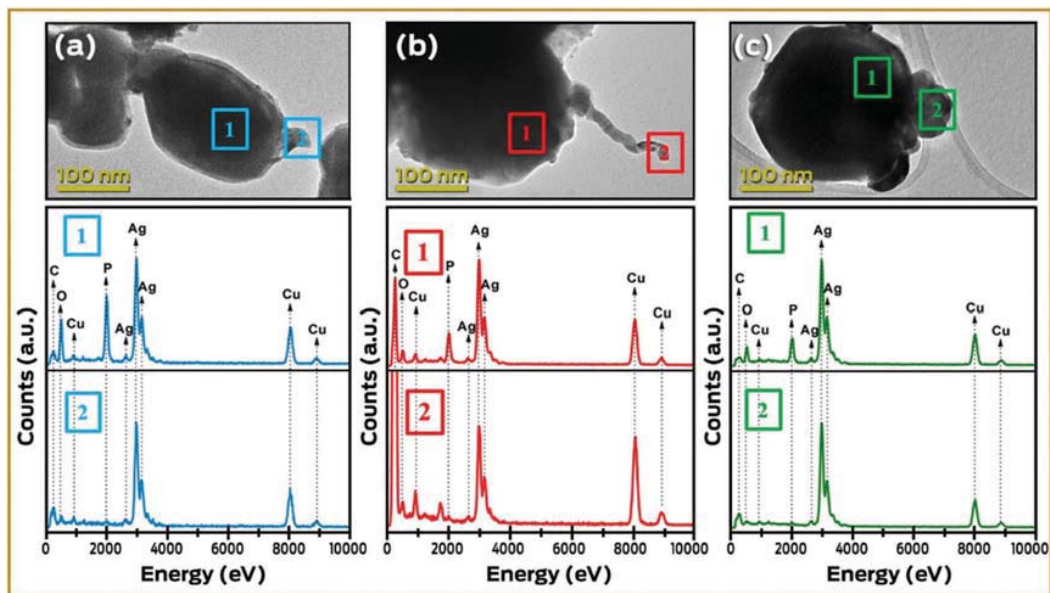 (a)
1
2
100 nm
(b)
1
2
100 nm
(c)
1
2
100 nm
Counts (a.u.)
1
C
O
Cu
P
Ag
Ag
Ag
Cu
Cu
2
0 2000 4000 6000 8000 10000
Energy (eV)
Counts (a.u.)
1
C
O
Cu
P
Ag
Ag
Ag
Cu
Cu
2
0 2000 4000 6000 8000 10000
Energy (eV)
Counts (a.u.)
1
C
O
Cu
P
Ag
Ag
Ag
Cu
Cu
2
0 2000 4000 6000 8000 10000
Energy (eV)